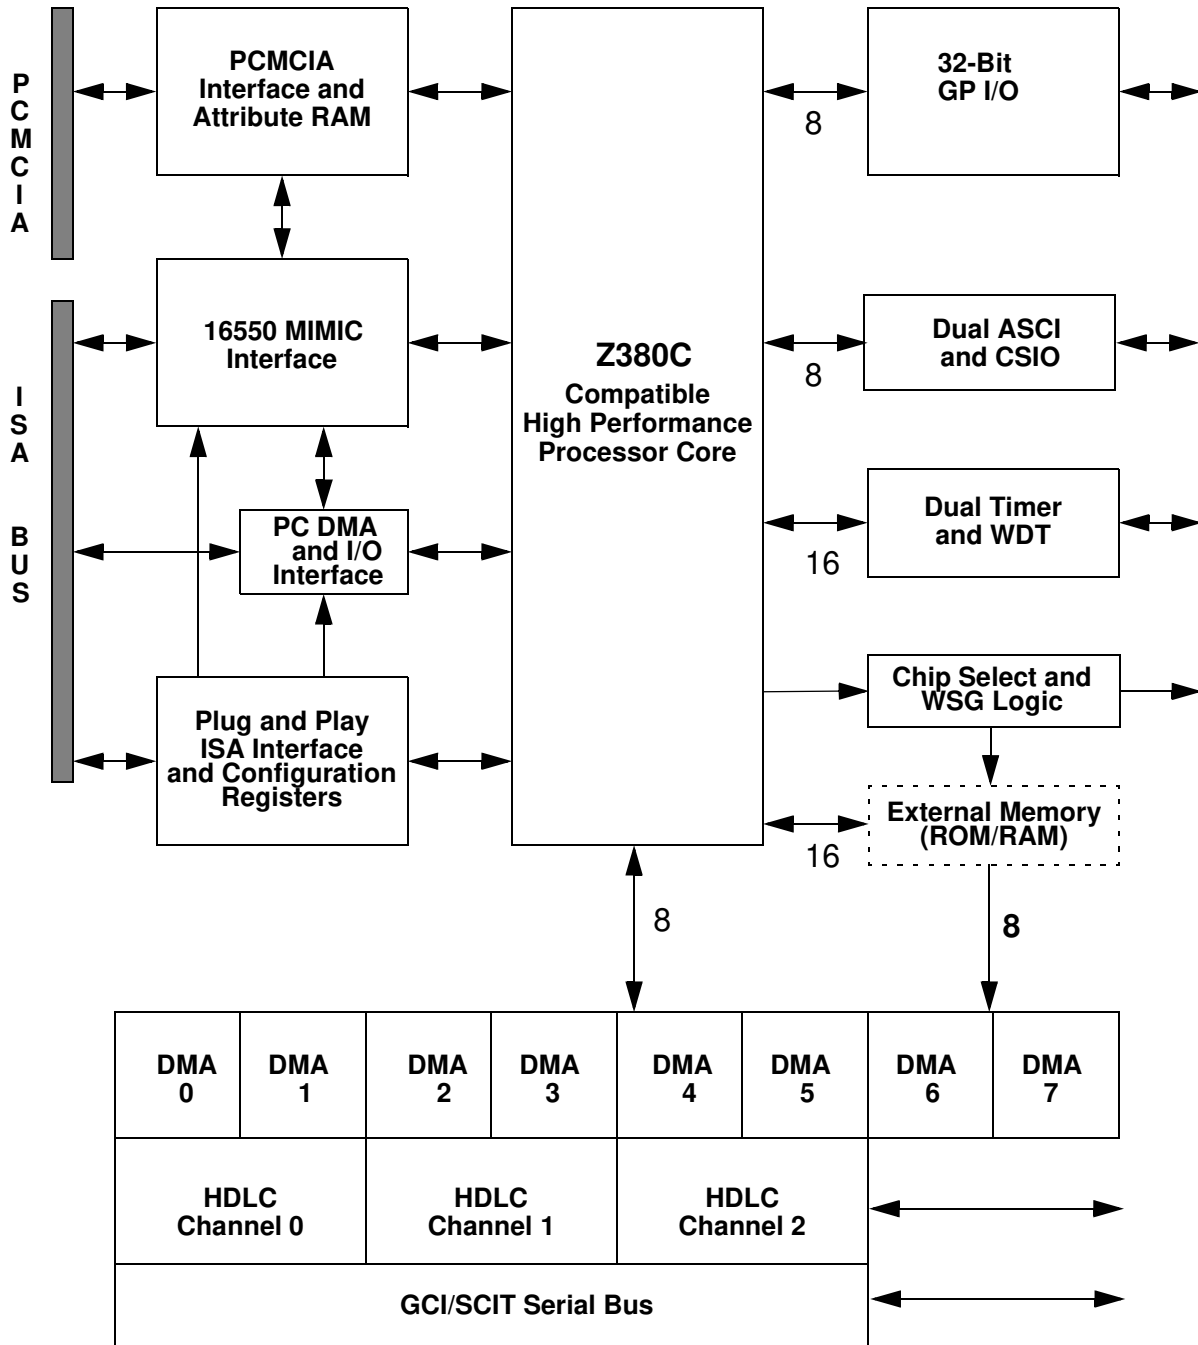 P
C
M
C
I
A
PCMCIA
Interface and
Attribute RAM
32-Bit
GP I/O
8
I
S
A
B
U
S
16550 MIMIC
Interface
Z380C
Compatible
High Performance
Processor Core
Dual ASCI
and CSIO
8
PC DMA
and I/O
Interface
Dual Timer
and WDT
16
Plug and Play
ISA Interface
and Configuration
Registers
Chip Select and
WSG Logic
External Memory
(ROM/RAM)
16
8
8
DMA
0
DMA
1
DMA
2
DMA
3
DMA
4
DMA
5
DMA
6
DMA
7
HDLC
Channel 0
HDLC
Channel 1
HDLC
Channel 2
GCI/SCIT Serial Bus